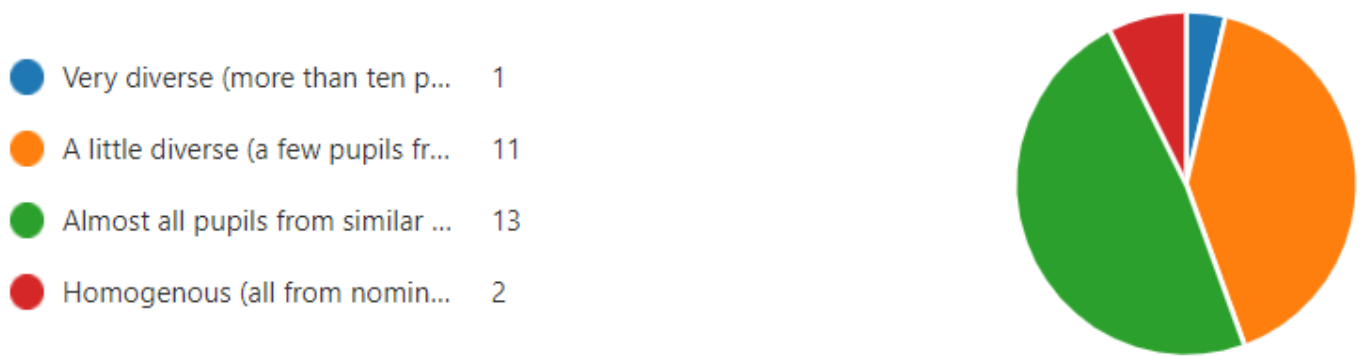 Very diverse (more than ten p... 1
A little diverse (a few pupils fr... 11
Almost all pupils from similar ... 13
Homogenous (all from nomin... 2